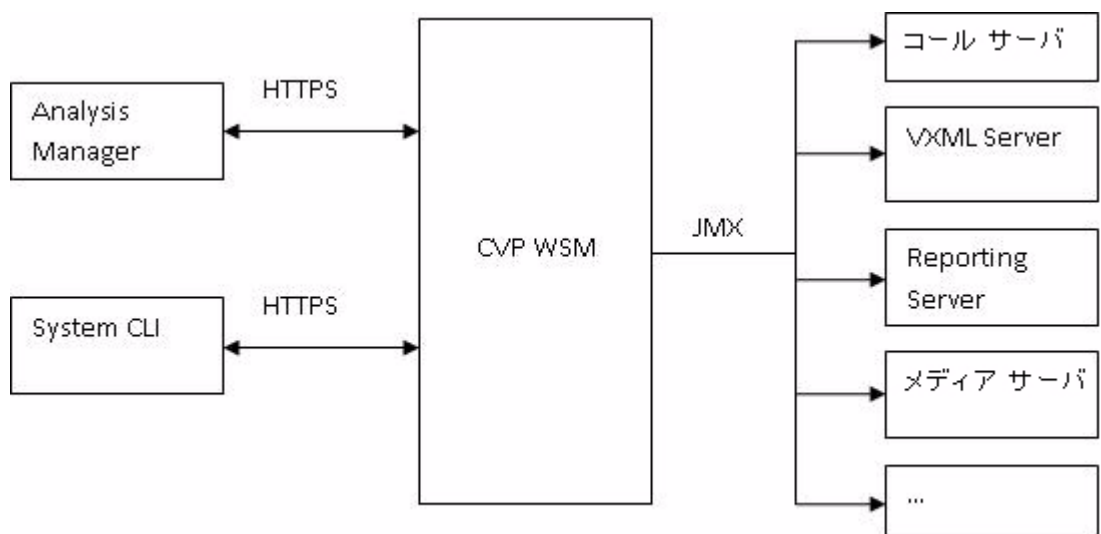 Analysis
Manager
HTTPS
System CLI
HTTPS
CVP WSM
JMX
コール サーバ
VXML Server
Reporting
Server
メディア サーバ
...